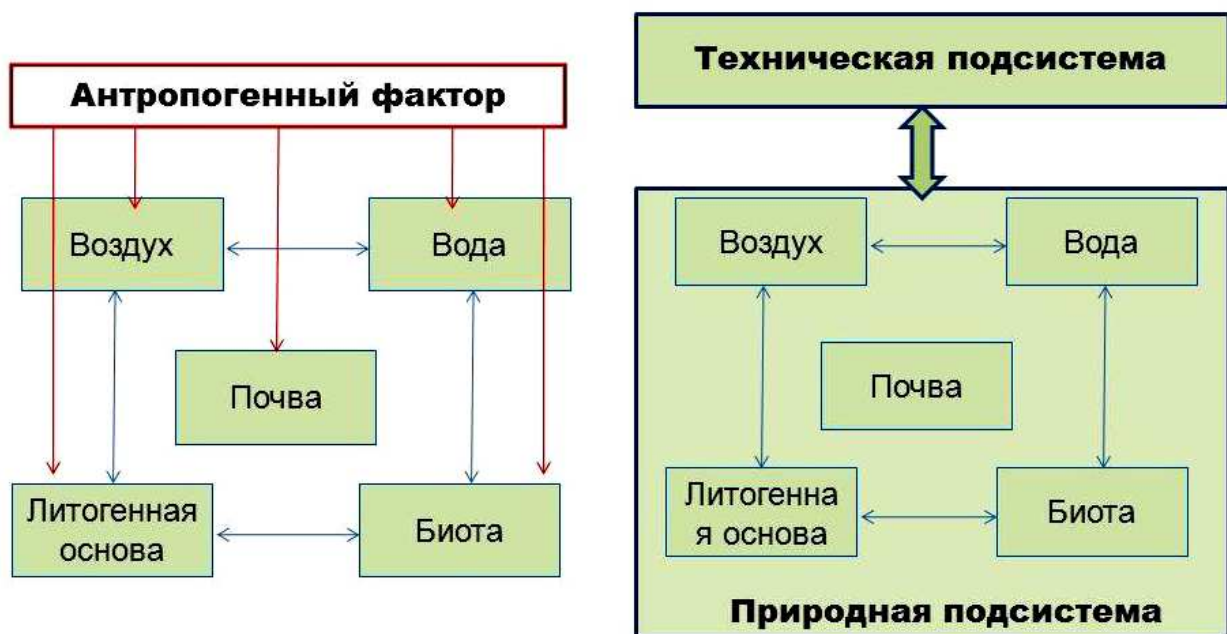 Антропогенный фактор
Воздух
Вода
Почва
Литогенная
основа
Биота
Техническая подсистема
Воздух
Вода
Почва
Литогенна
я основа
Биота
Природная подсистема